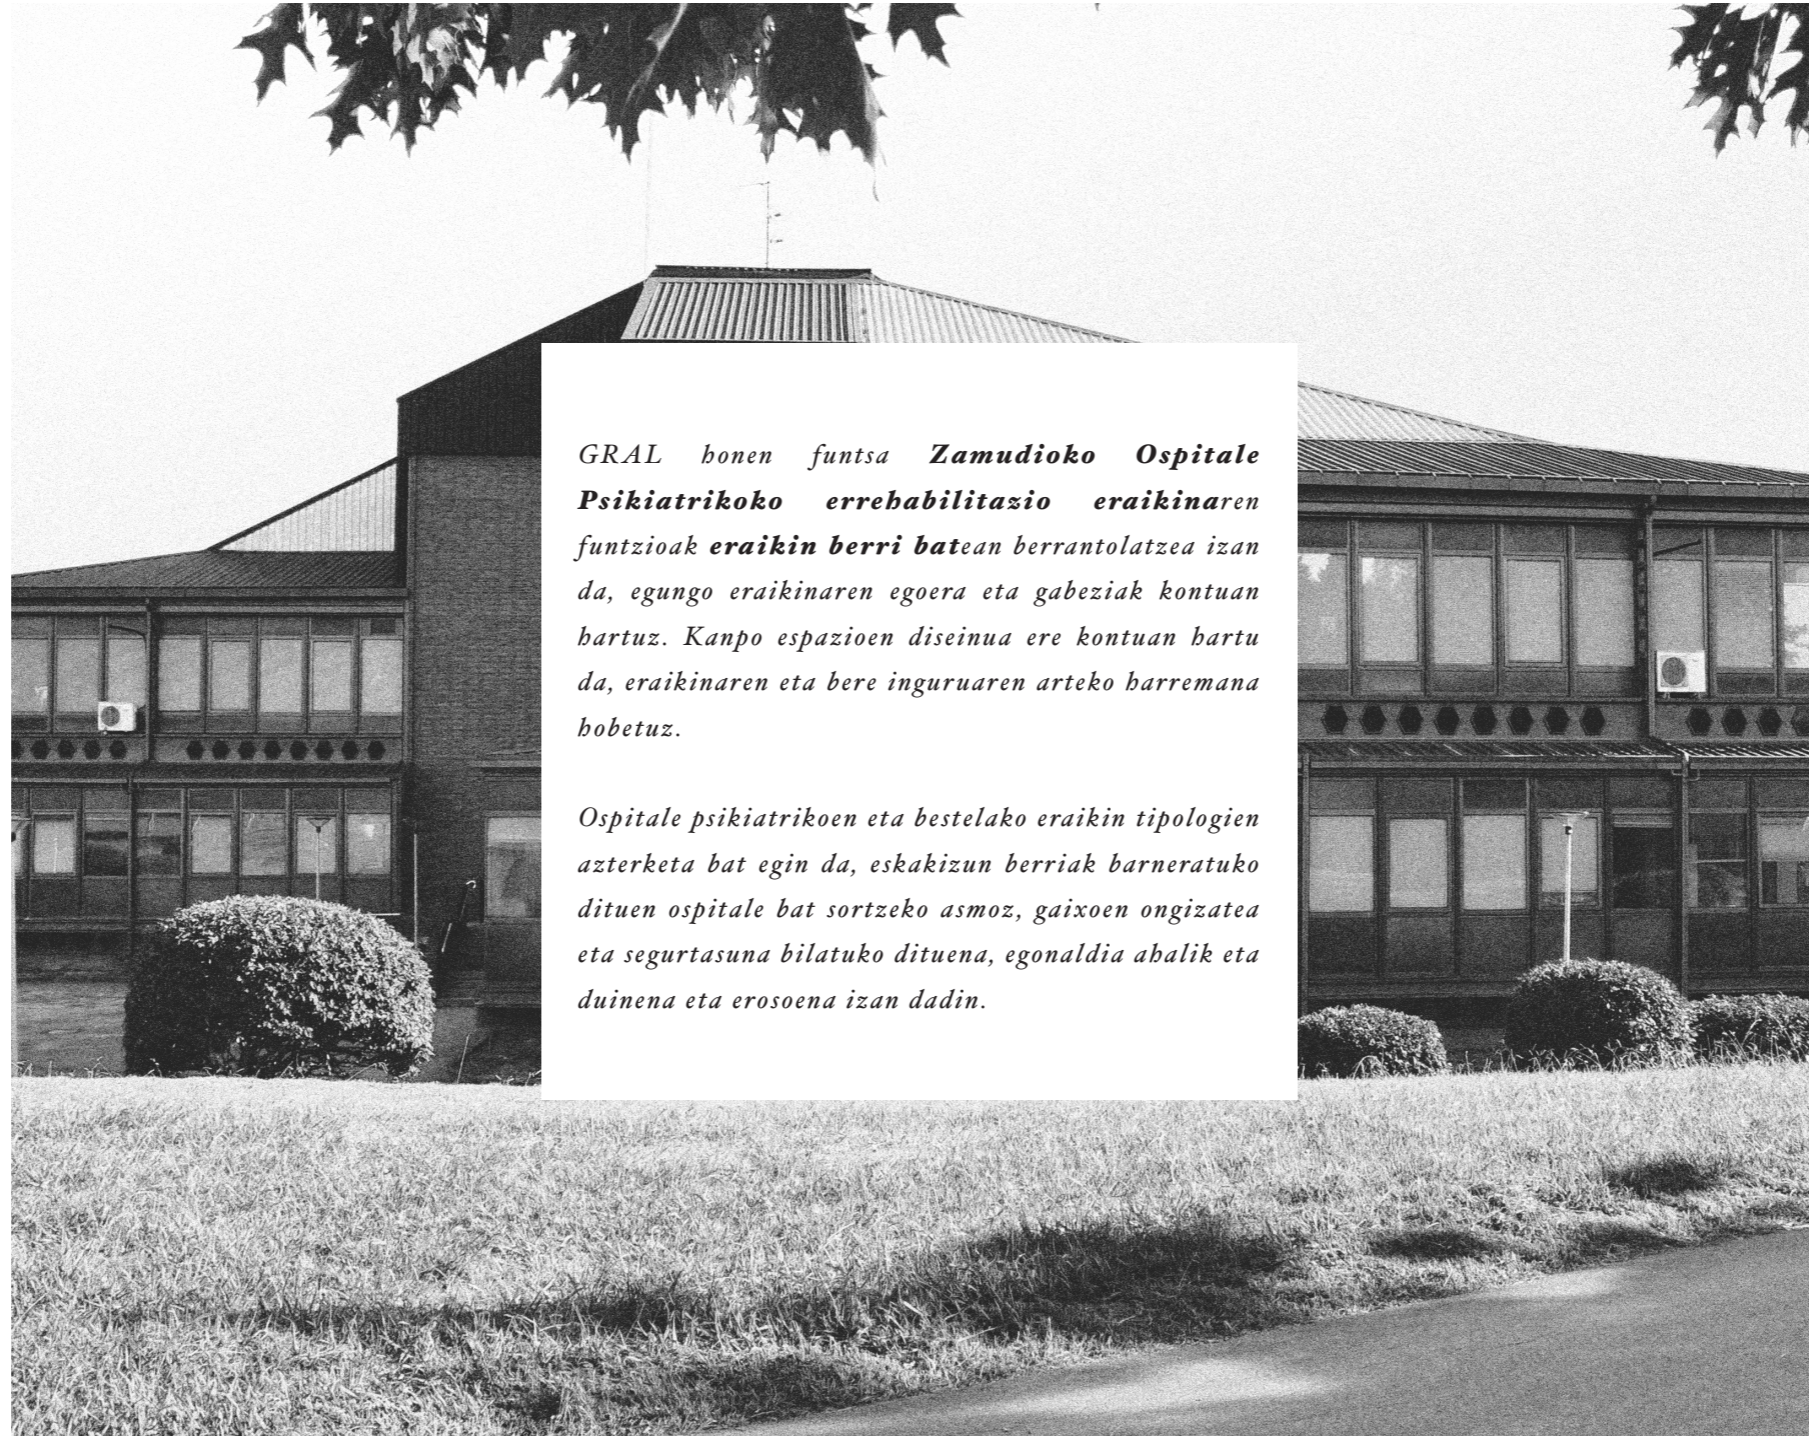 GRAL honen funtsa Zamudioko Ospitale
Psikiatrikoko errehabilitazio eraikinaren
funtzioak eraikin berri batean berrantolatzea izan
da, egungo eraikinaren egoera eta gabeziak kontuan
hartuz. Kanpo espazioen diseinua ere kontuan hartu
da, eraikinaren eta bere inguruaren arteko harremana
hobetuz.
Ospitale psikiatrikoen eta bestelako eraikin tipologien
azterketa bat egin da, eskakizun berriak barneratuko
dituen ospitale bat sortzeko asmoz, gaixoen ongizatea
eta segurtasuna bilatuko dituena, egonaldia ahalik eta
duinena eta erosoena izan dadin.